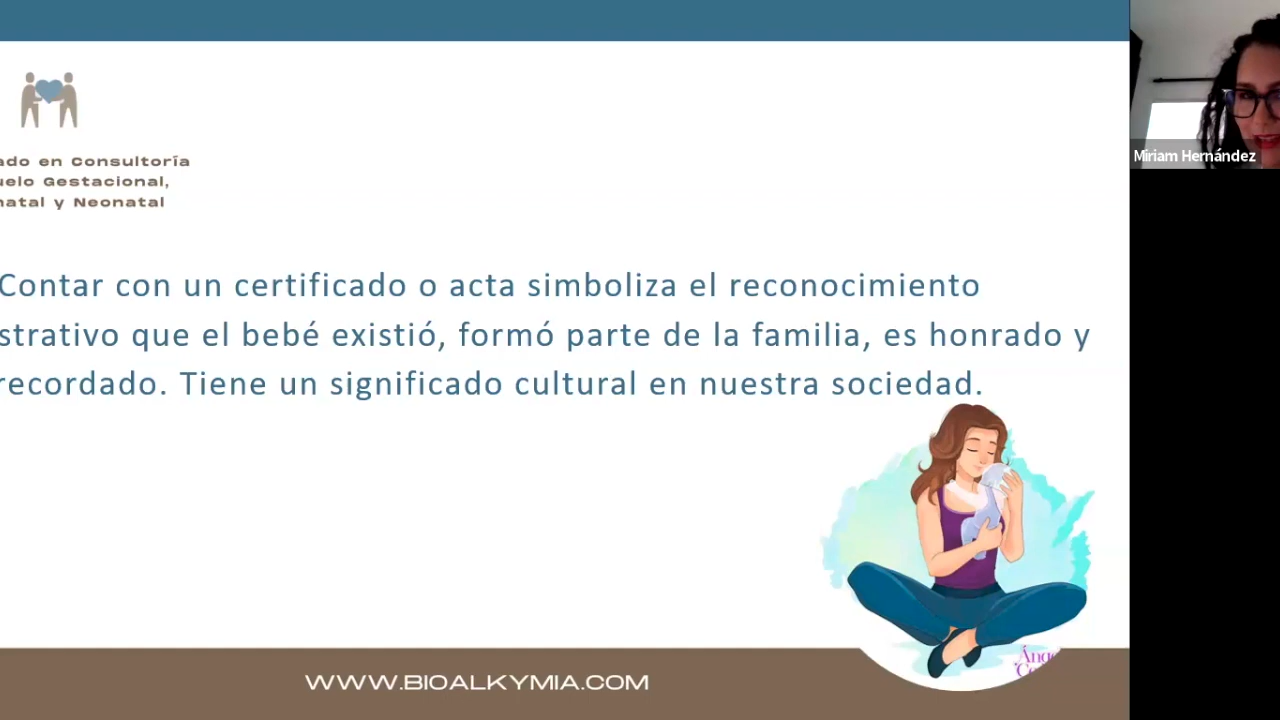 ado en Consultoría
uelo Gestacional,
natal y Neonatal
Miriam Hernández
Contar con un certificado o acta simboliza el reconocimiento
strativo que el bebé existió, formó parte de la familia, es honrado y
recordado. Tiene un significado cultural en nuestra sociedad.
WWW.BIOALKYMIA.COM